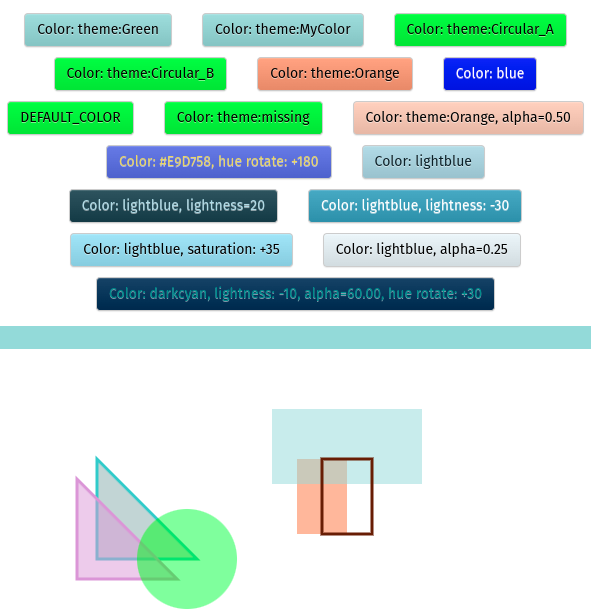 Color: theme:Green Color: theme:MyColor Color: theme:Circular_A
Color: theme:Circular_B Color: theme:Orange Color: blue
DEFAULT_COLOR Color: theme:missing Color: theme:Orange, alpha=0.50
Color: #E9D758, hue rotate: +180 Color: lightblue
Color: lightblue, lightness=20 Color: lightblue, lightness: -30
Color: lightblue, saturation: +35 Color: lightblue, alpha=0.25
Color: darkcyan, lightness: -10, alpha=60.00, hue rotate: +30